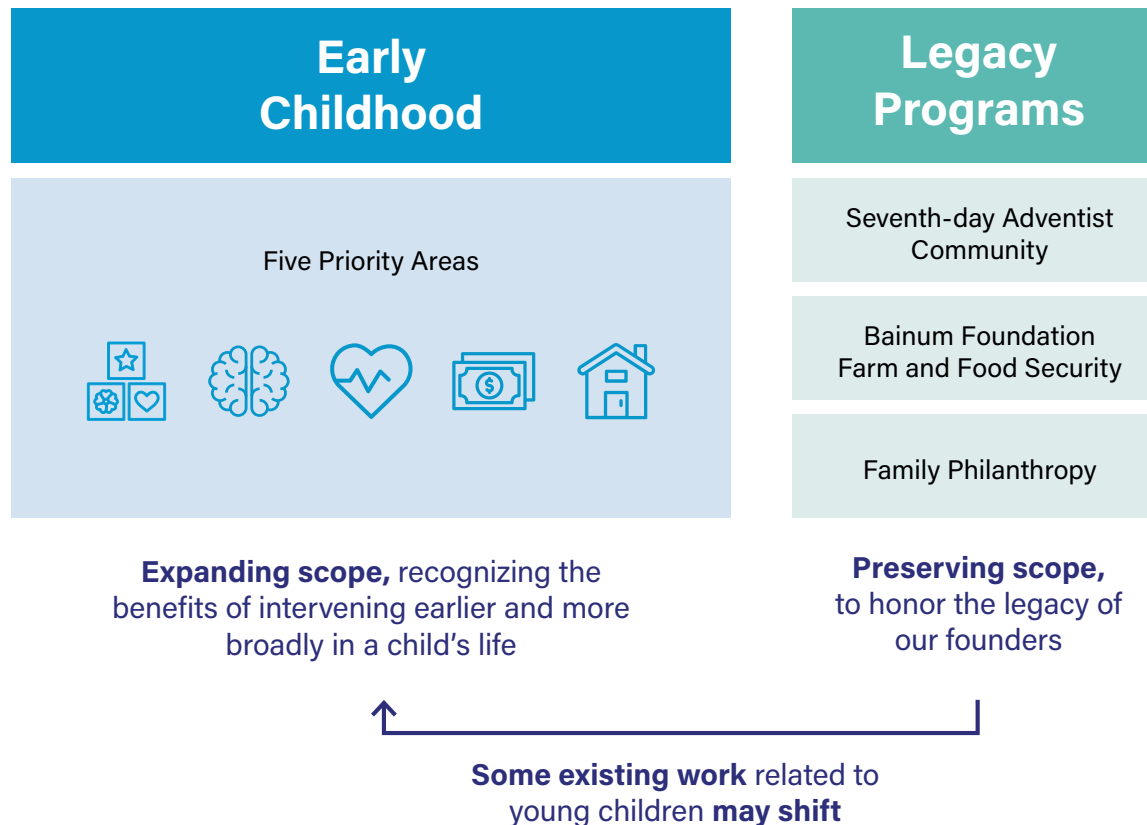 Early
Childhood
Five Priority Areas
$
Expanding scope, recognizing the
benefits of intervening earlier and more
broadly in a child's life
Legacy
Programs
Seventh-day Adventist
Community
Bainum Foundation
Farm and Food Security
Family Philanthropy
Preserving scope,
to honor the legacy of
our founders
Some existing work related to
young children may shift